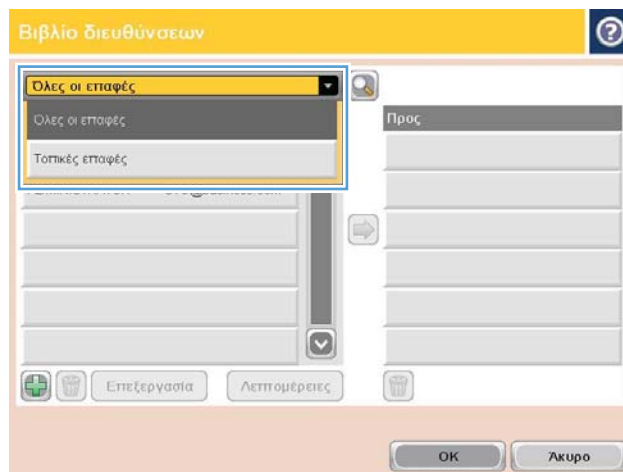 Βιβλίο διευθύνσεων
Όλες οι επαφές
Όλες οι επαφές
Προς
Τοπικές επαφές
Επεξεργασία
Λεπτομέρειες
OK
Άκυρο